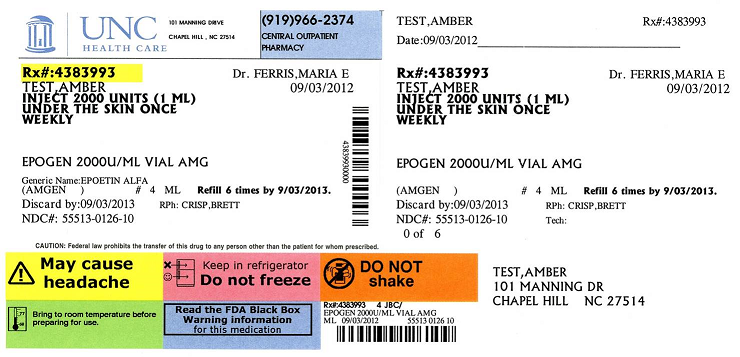 UNC
HEALTH CARE
101 MANNING DRIVE
CHAPEL HILL , NC 27514
(919)966-2374
CENTRAL OUTPATIENT
PHARMACY
Rx#:4383993
Dr. FERRIS,MARIA E
TEST,AMBER
09/03/2012
INJECT 2000 UNITS (1 ML)
UNDER THE SKIN ONCE
WEEKLY
43839930000
EPOGEN 2000U/ML VIAL AMG
Generic Name:EPOETIN ALFA
(AMGEN ) # 4 ML Refill 6 times by 9/03/2013.
Discard by:09/03/2013 RPh: CRISP,BRETT
NDC#: 55513-0126-10
CAUTION: Federal law prohibits the transfer of this drug to any person other than the patient for whom prescribed.
TEST,AMBER Rx#:4383993
Date:09/03/2012
Rx#:4383993 Dr. FERRIS,MARIA E
TEST,AMBER 09/03/2012
INJECT 2000 UNITS (1 ML)
UNDER THE SKIN ONCE
WEEKLY
EPOGEN 2000U/ML VIAL AMG
(AMGEN ) # 4 ML Refill 6 times by 9/03/2013.
Discard by:09/03/2013 RPh: CRISP,BRETT
NDC#: 55513-0126-10 Tech:
0 of 6
May cause
headache
Keep in refrigerator
Do not freeze
DO NOT
shake
Bring to room temperature before
preparing for use.
Read the FDA Black Box
Warning information
for this medication
Rx#:4383993 4 JBC/
EPOGEN 2000U/ML VIAL AMG
ML 09/03/2012 55513 0126 10
TEST,AMBER
101 MANNING DR
CHAPEL HILL NC 27514